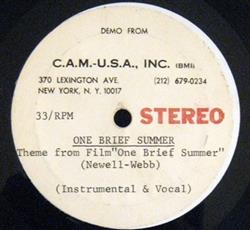 DEMO FROM
C.A.M.-U.S.A., INC. (BMI)
370 LEXINGTON AVE. (212) 679-0234
NEW YORK, N. Y. 10017
33/RPM STEREO
ONE BRIEF SUMMER
Theme from Film"One Brief Summer"
(Newell-Webb)
(Instrumental & Vocal)